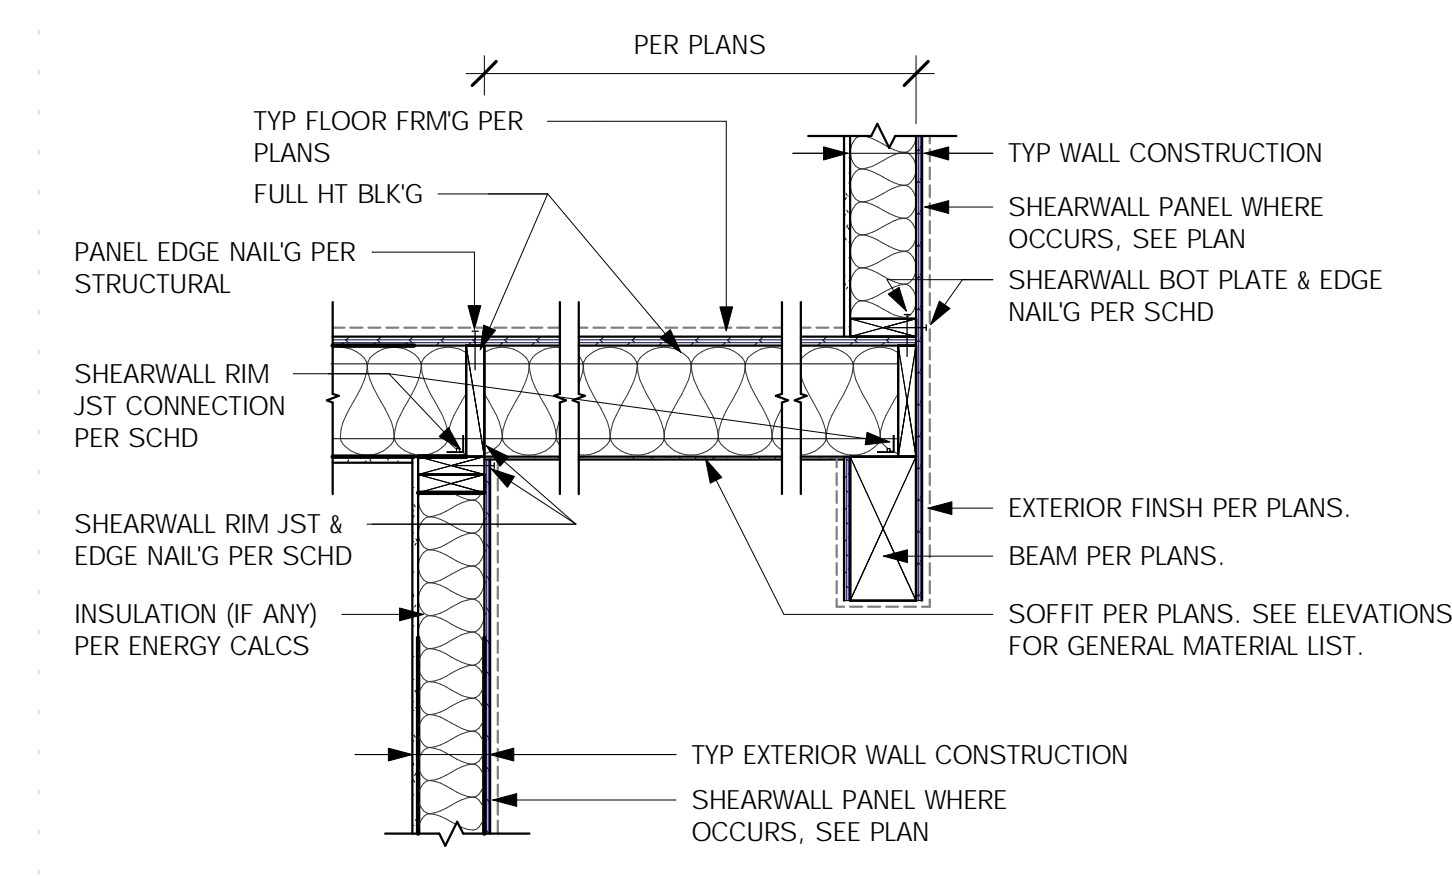 PER PLANS
TYP FLOOR FRM'G PER
PLANS
FULL HT BLK'G
PANEL EDGE NAIL'G PER
STRUCTURAL
SHEARWALL RIM
JST CONNECTION
PER SCHD
SHEARWALL RIM JST &
EDGE NAIL'G PER SCHD
INSULATION (IF ANY)
PER ENERGY CALCS
TYP WALL CONSTRUCTION
SHEARWALL PANEL WHERE
OCCURS, SEE PLAN
SHEARWALL BOT PLATE & EDGE
NAIL'G PER SCHD
EXTERIOR FINSH PER PLANS.
BEAM PER PLANS.
SOFFIT PER PLANS. SEE ELEVATIONS
FOR GENERAL MATERIAL LIST.
TYP EXTERIOR WALL CONSTRUCTION
SHEARWALL PANEL WHERE
OCCURS, SEE PLAN